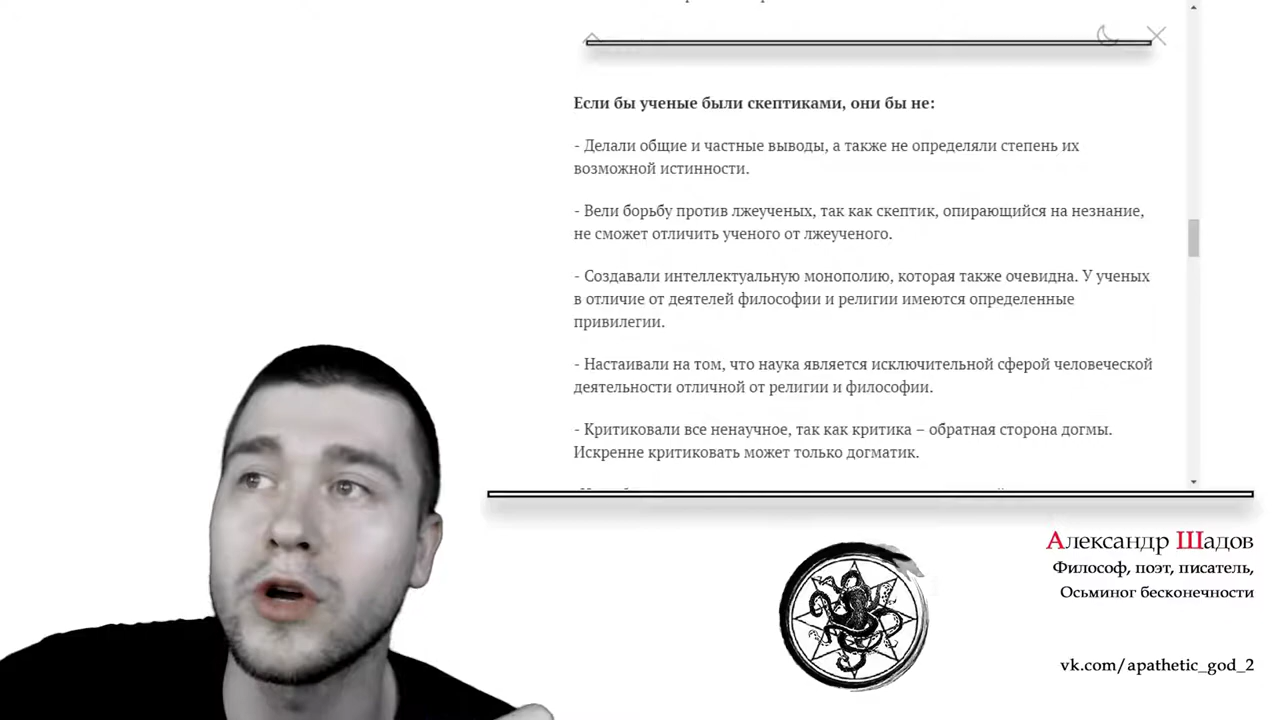 Если бы ученые были скептиками, они бы не:
- Делали общие и частные выводы, а также не определяли степень их
возможной истинности.
- Вели борьбу против лжеученых, так как скептик, опирающийся на незнание,
не сможет отличить ученого от лжеученого.
- Создавали интеллектуальную монополию, которая также очевидна. У ученых
в отличие от деятелей философии и религии имеются определенные
привилегии.
- Настаивали на том, что наука является исключительной сферой человеческой
деятельности отличной от религии и философии.
- Критиковали все ненаучное, так как критика – обратная сторона догмы.
Искренне критиковать может только догматик.
Александр Шадов
Философ, поэт, писатель,
Осьминог бесконечности
vk.com/apathetic_god_2